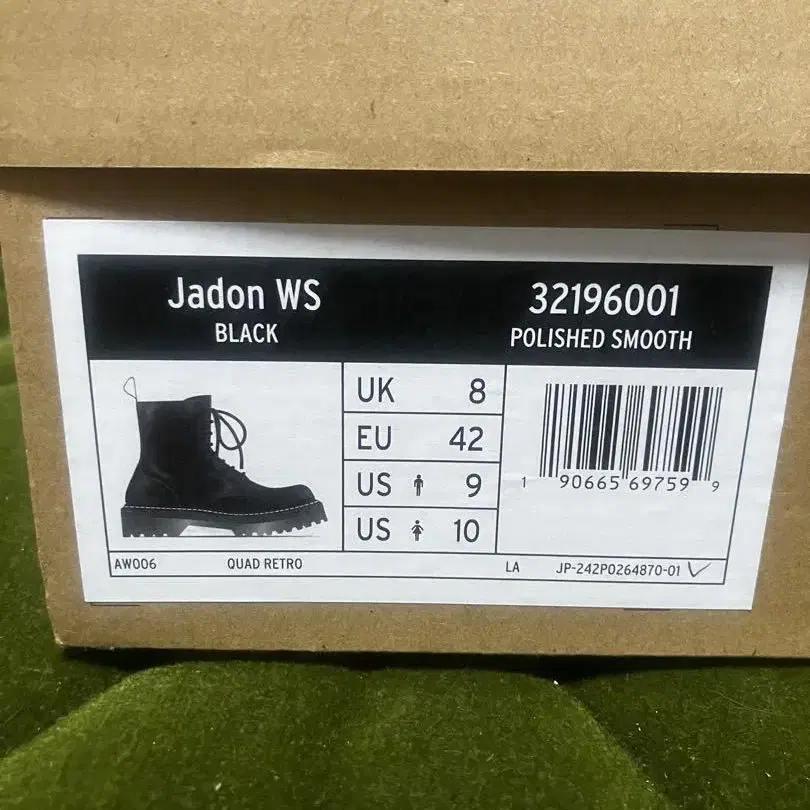 Jadon WS
BLACK
32196001
POLISHED SMOOTH
UK 8
EU 42
US 9
US 10
1 90665 69759 9
AW006 QUAD RETRO LA JP-242P0264870-01